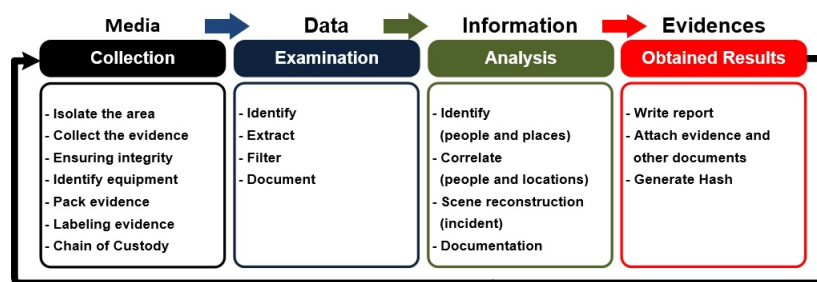 Media
Data
Information
Evidences
Collection
Examination
Analysis
Obtained Results
- Isolate the area
- Collect the evidence
- Ensuring integrity
- Identify equipment
- Pack evidence
- Labeling evidence
- Chain of Custody
- Identify
- Extract
- Filter
- Document
- Identify
(people and places)
- Correlate
(people and locations)
- Scene reconstruction
(incident)
- Documentation
- Write report
- Attach evidence and
other documents
- Generate Hash